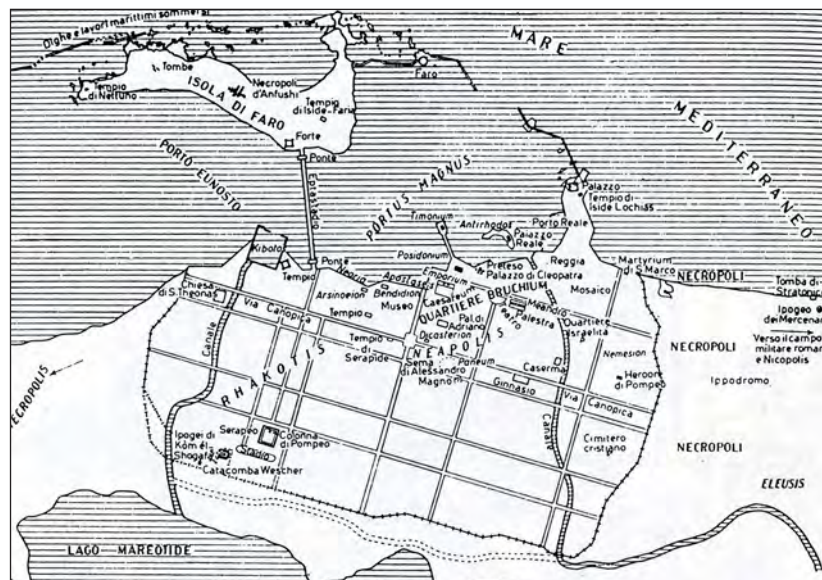 Alghe e lavori marittimi sommersi
MARE
MEDITERRANEO
Tombe
Faro
Tempio
di Nettuno
ISOLA DI FARO
Necropoli
d'Anfushi
Tempio
di Iside-Faria
Forte
Ponte
PORTO EUNOSTO
Eptastadio
PORTUS MAGNUS
Palazzo
Tempio di
Iside Lochias
Timonium
Antirhodos
Porto Reale
Palazzo
Reale
Kibotos
Posidonium
Reggia
Martyrium
di S. Marco
NECROPOLI
Tomba di
Stratonice
Ponte
Tempio
Neoria
Apostasis
Emporium
Preteso
Palazzo di Cleopatra
Mosaico
Chiesa
di S. Theonas
Via Canopica
Arsinoeion
Bendidion
Museo
Caesareum
QUARTIERE BRUCHIUM
Meandro
Ipogeo
dei Mercenari
Canale
Tempio
Pal. di
Adriano
Teatro
Palestra
Quartiere
Israelita
Verso il campo
militare romano
e Nicopolis
Dicasterion
RHAKOTIS
Tempio
di
Serapide
NEAPOLIS
Nemesion
NECROPOLI
Sema
di Alessandro
Magno
Paneum
Caserma
Heroon
di Pompeo
Ippodromo
NECROPOLIS
Ginnasio
Via Canopica
Serapeo
Colonna
di Pompeo
Canale
Cimitero
cristiano
NECROPOLI
Ipogei di
Kôm el-
Shogafa
Stadio
Catacomba Wescher
ELEUSIS
LAGO MAREOTIDE